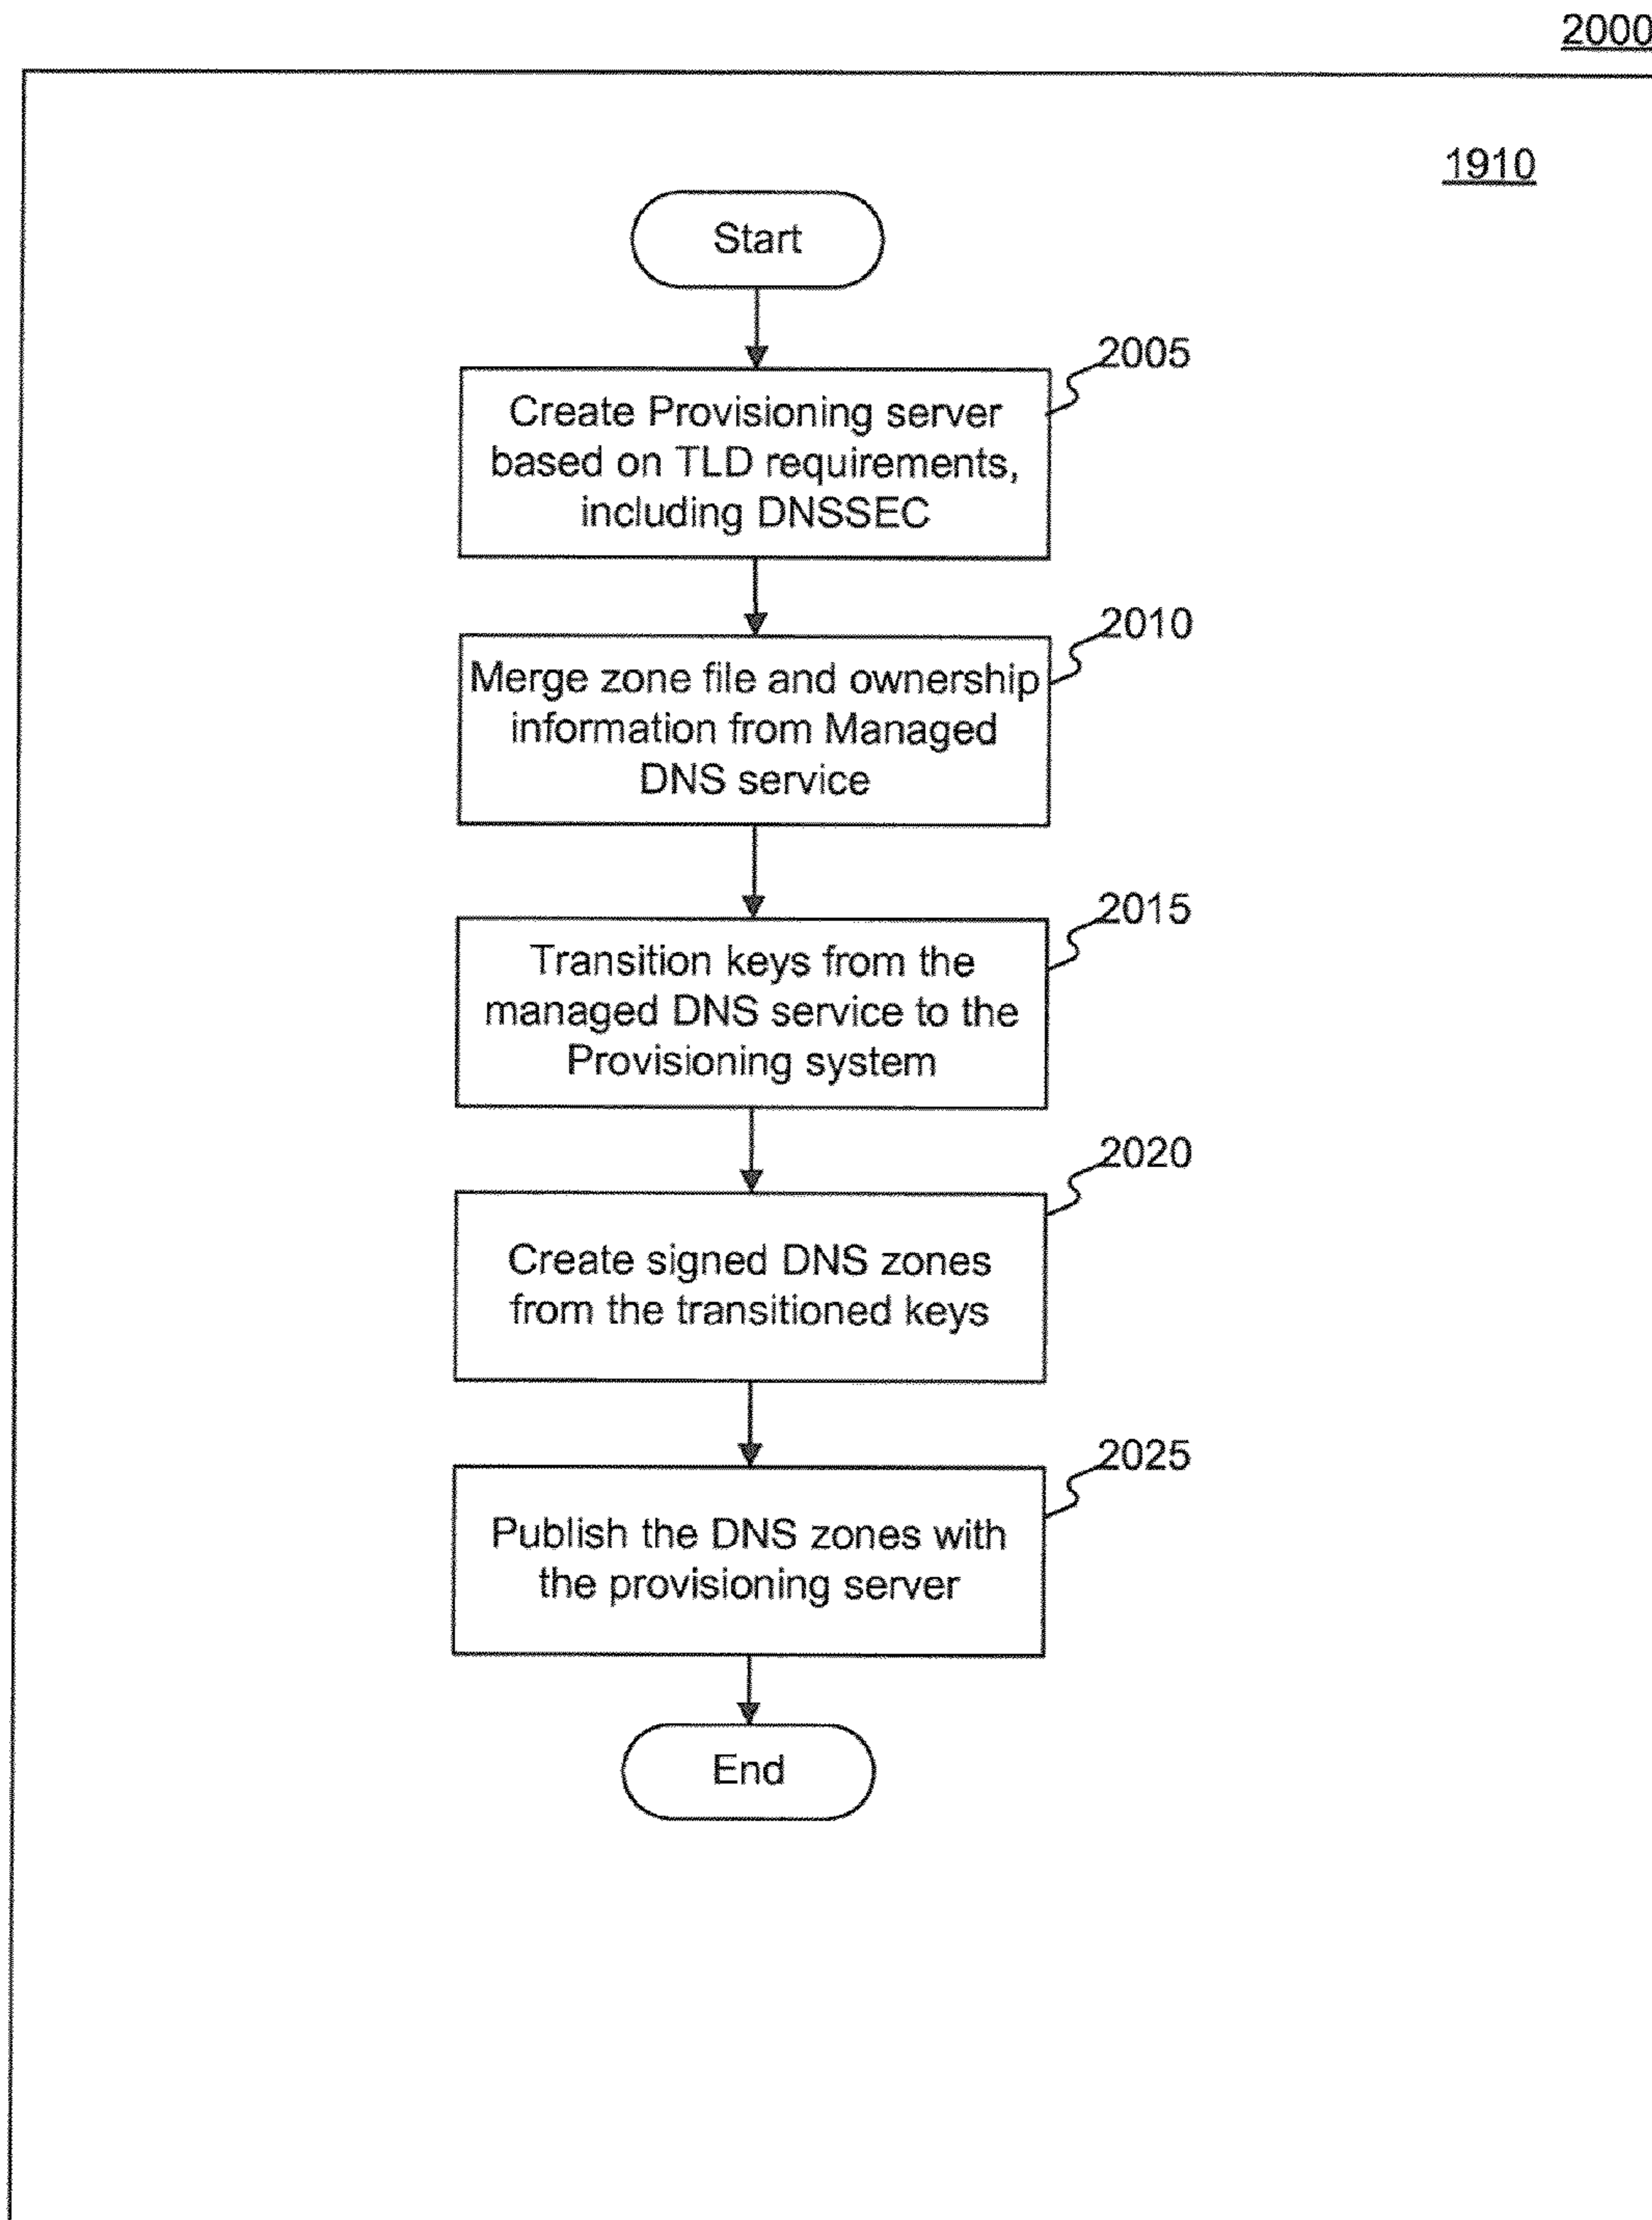 2000
1910
Start
2005
Create Provisioning server
based on TLD requirements,
including DNSSEC
2010
Merge zone file and ownership
information from Managed
DNS service
2015
Transition keys from the
managed DNS service to the
Provisioning system
2020
Create signed DNS zones
from the transitioned keys
2025
Publish the DNS zones with
the provisioning server
End